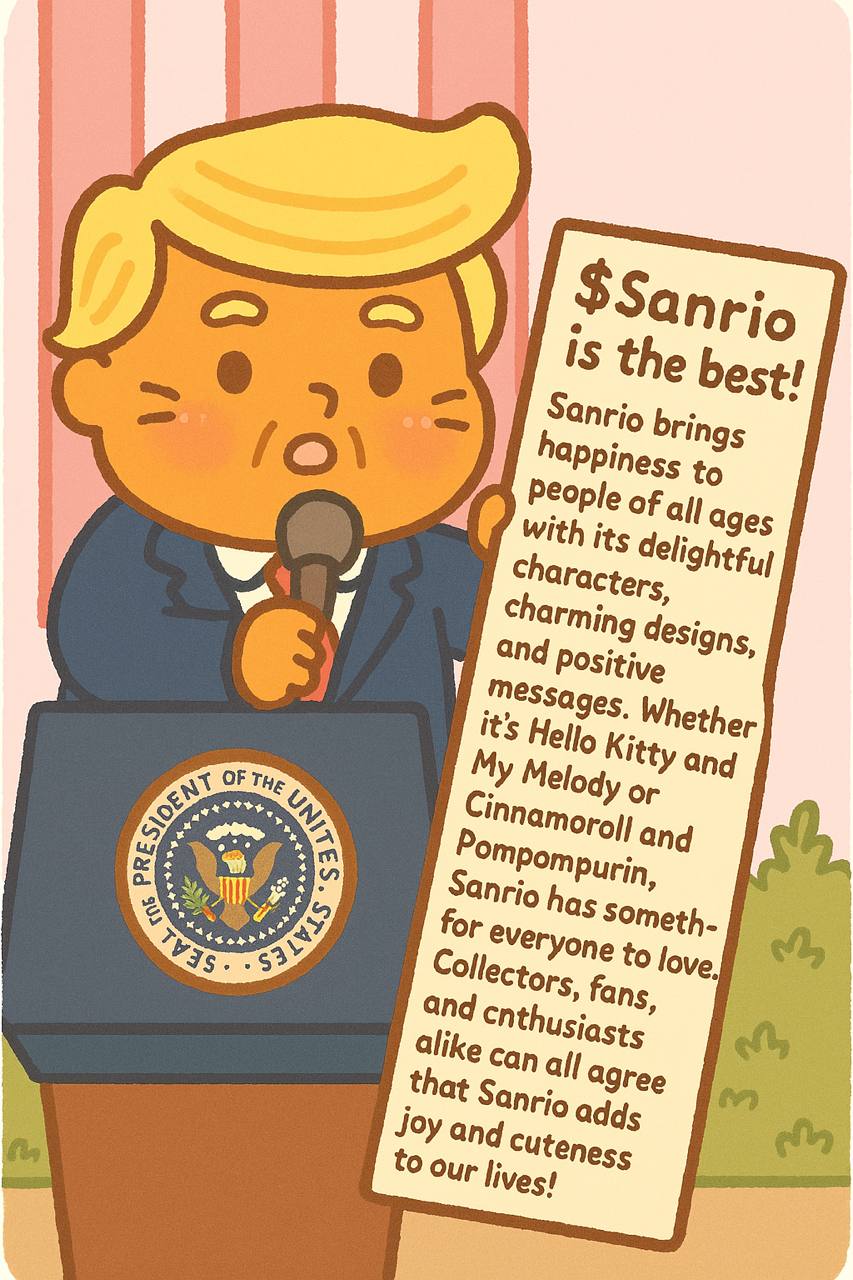 $Sanrio
is the best!
Sanrio brings
happiness to
people of all ages
with its delightful
characters,
charming designs,
and positive
messages. Whether
it's Hello Kitty and
My Melody or
Cinnamoroll and
Pompompurin,
Sanrio has someth-
for everyone to love.
Collectors, fans,
and cnthusiasts
alike can all agree
that Sanrio adds
joy and cuteness
to our lives!
SEAL THE PRESIDENT OF THE UNITES. STATES.